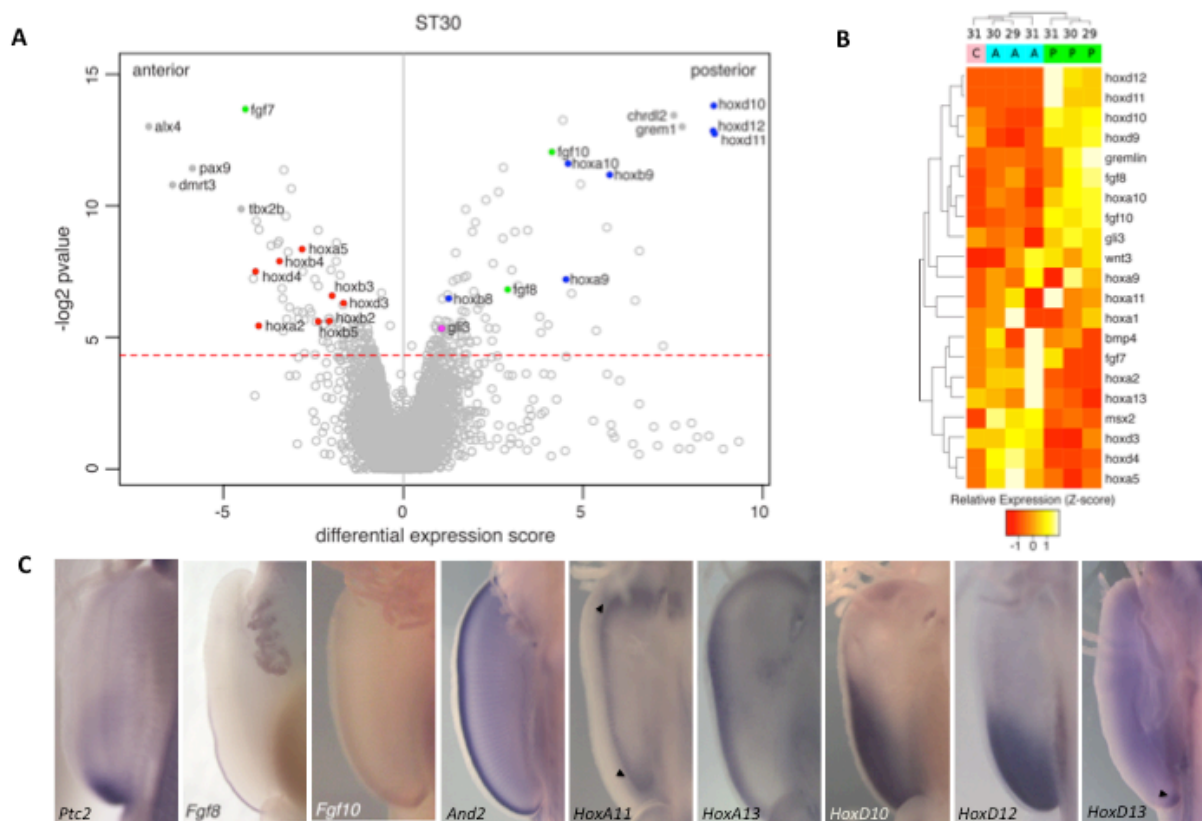 A
ST30
anterior
posterior
fgf7
alx4
pax9
dmrt3
tbx2b
hoxa5
hoxb4
hoxd4
hoxb3
hoxd3
hoxb2
hoxa2
hoxb5
hoxd10
chrdl2
grem1
hoxd12
hoxd11
fgf10
hoxa10
hoxb9
hoxa9
fgf8
hoxb8
gli3
-log2 pvalue
15
10
5
0
-5
0
5
10
differential expression score
B
31 30 29 31 31 30 29
C A A A P P P
hoxd12
hoxd11
hoxd10
hoxd9
gremlin
fgf8
hoxa10
fgf10
gli3
wnt3
hoxa9
hoxa11
hoxa1
bmp4
fgf7
hoxa2
hoxa13
msx2
hoxd3
hoxd4
hoxa5
Relative Expression (Z-score)
-1 0 1
C
Ptc2
Fgf8
Fgf10
And2
HoxA11
HoxA13
HoxD10
HoxD12
HoxD13